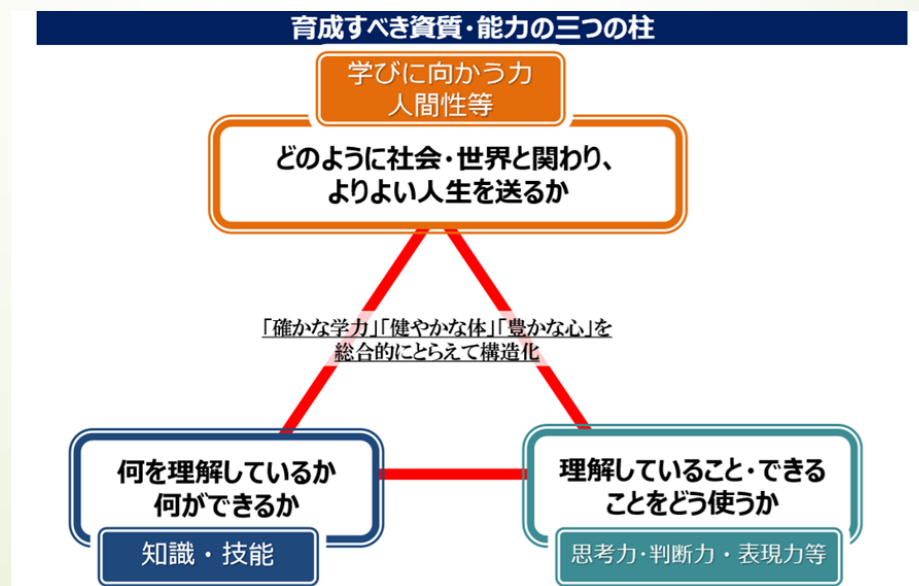 育成すべき資質・能力の三つの柱
学びに向かう力
人間性等
どのように社会・世界と関わり、
よりよい人生を送るか
「確かな学力」「健やかな体」「豊かな心」を
総合的にとらえて構造化
何を理解しているか
何ができるか
知識・技能
理解していること・できる
ことをどう使うか
思考力・判断力・表現力等